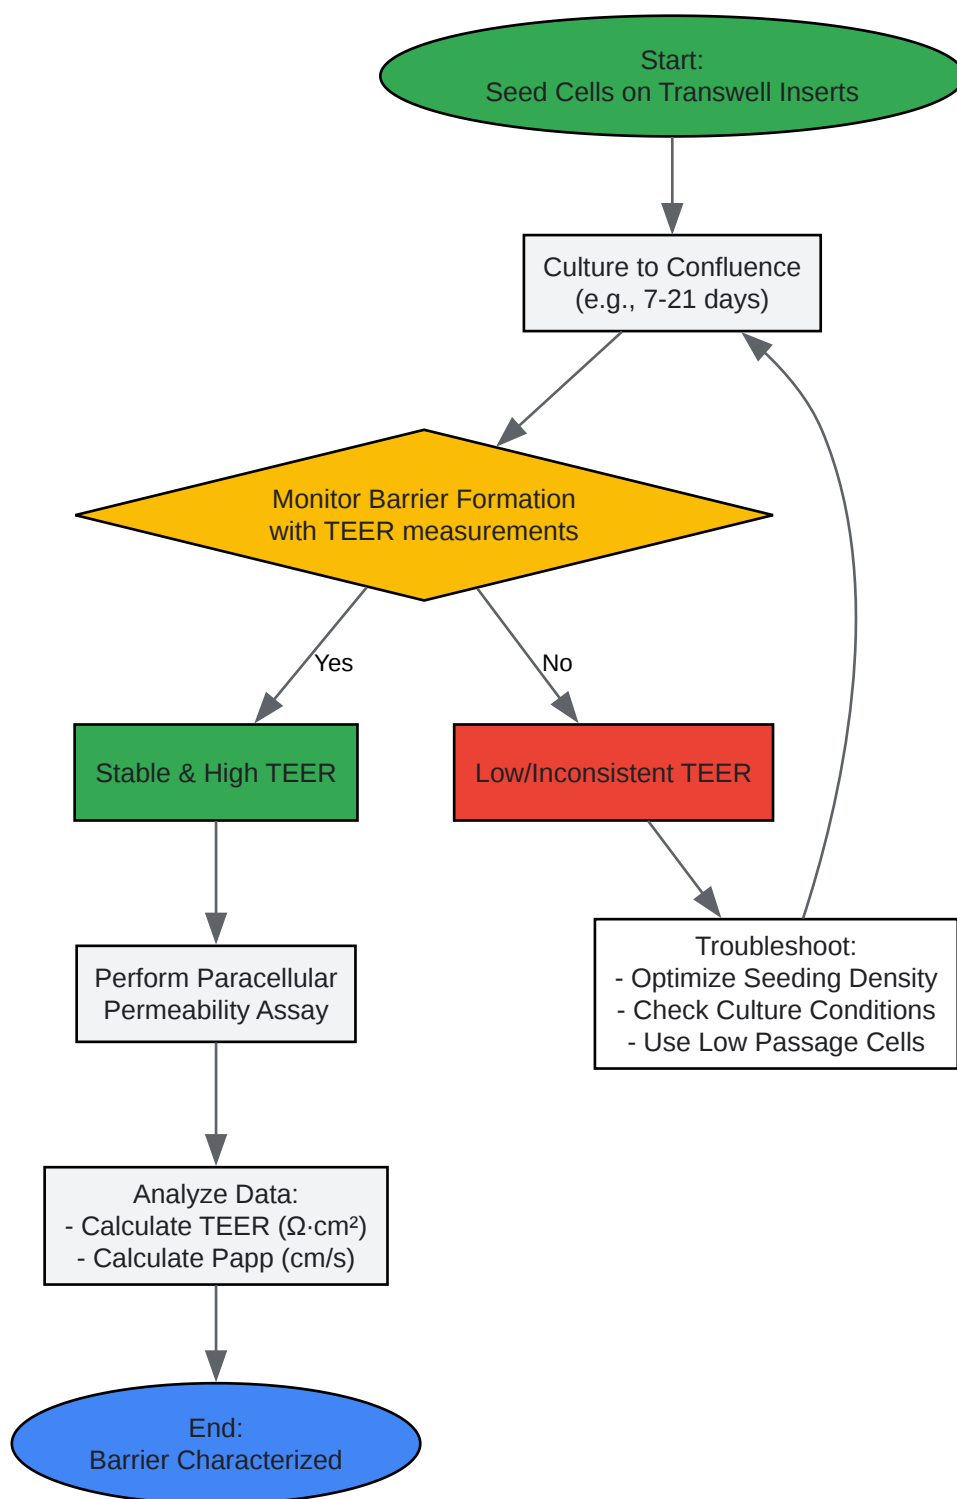 Start:
Seed Cells on Transwell Inserts
Culture to Confluence
(e.g., 7-21 days)
Monitor Barrier Formation
with TEER measurements
Yes
No
Stable & High TEER
Low/Inconsistent TEER
Troubleshoot:
- Optimize Seeding Density
- Check Culture Conditions
- Use Low Passage Cells
Perform Paracellular
Permeability Assay
Analyze Data:
- Calculate TEER (Ω·cm²)
- Calculate Papp (cm/s)
End:
Barrier Characterized